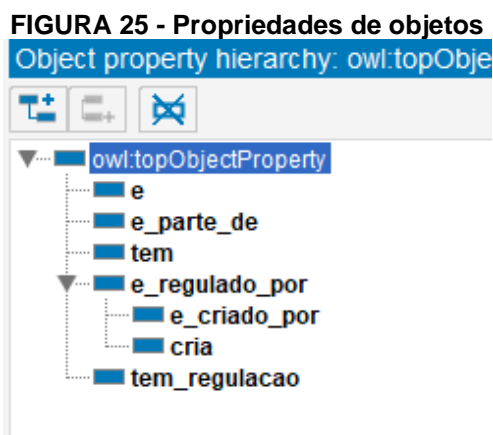 FIGURA 25 - Propriedades de objetos
Object property hierarchy: owl:topObje
owl:topObjectProperty
e
e_parte_de
tem
e_regulado_por
e_criado_por
cria
tem_regulacao